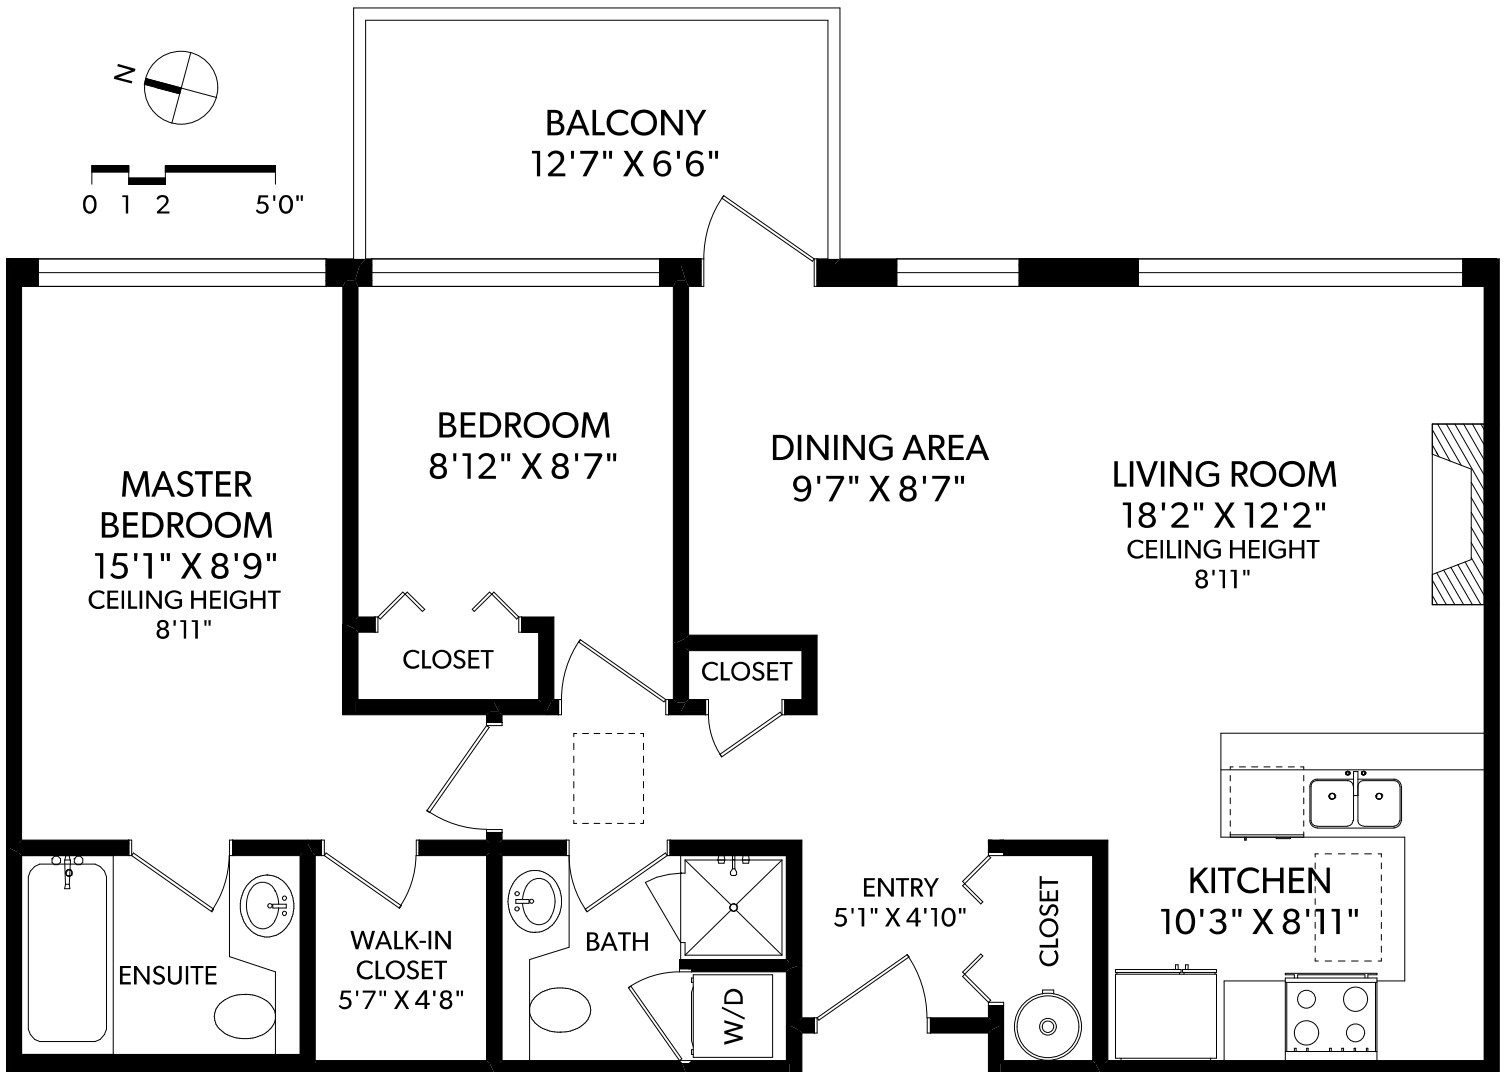 N
0 1 2 5'0"
BALCONY
12'7" X 6'6"
BEDROOM
8'12" X 8'7"
DINING AREA
9'7" X 8'7"
LIVING ROOM
18'2" X 12'2"
CEILING HEIGHT
8'11"
MASTER
BEDROOM
15'1" X 8'9"
CEILING HEIGHT
8'11"
CLOSET
CLOSET
ENSUITE
WALK-IN
CLOSET
5'7" X 4'8"
BATH
W/D
ENTRY
5'1" X 4'10"
CLOSET
KITCHEN
10'3" X 8'11"